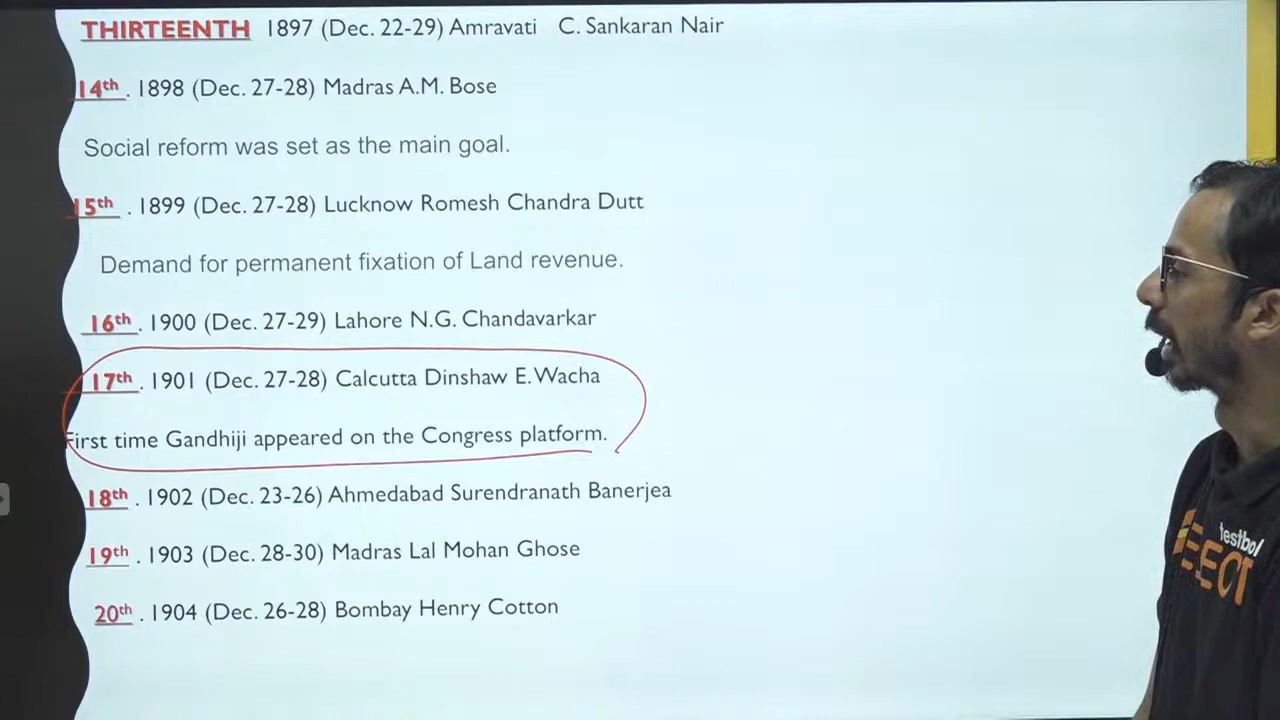 THIRTEENTH 1897 (Dec. 22-29) Amravati C. Sankaran Nair
14th . 1898 (Dec. 27-28) Madras A.M. Bose
Social reform was set as the main goal.
15th . 1899 (Dec. 27-28) Lucknow Romesh Chandra Dutt
Demand for permanent fixation of Land revenue.
16th . 1900 (Dec. 27-29) Lahore N.G. Chandavarkar
17th . 1901 (Dec. 27-28) Calcutta Dinshaw E. Wacha
First time Gandhiji appeared on the Congress platform.
18th . 1902 (Dec. 23-26) Ahmedabad Surendranath Banerjea
19th . 1903 (Dec. 28-30) Madras Lal Mohan Ghose
20th . 1904 (Dec. 26-28) Bombay Henry Cotton